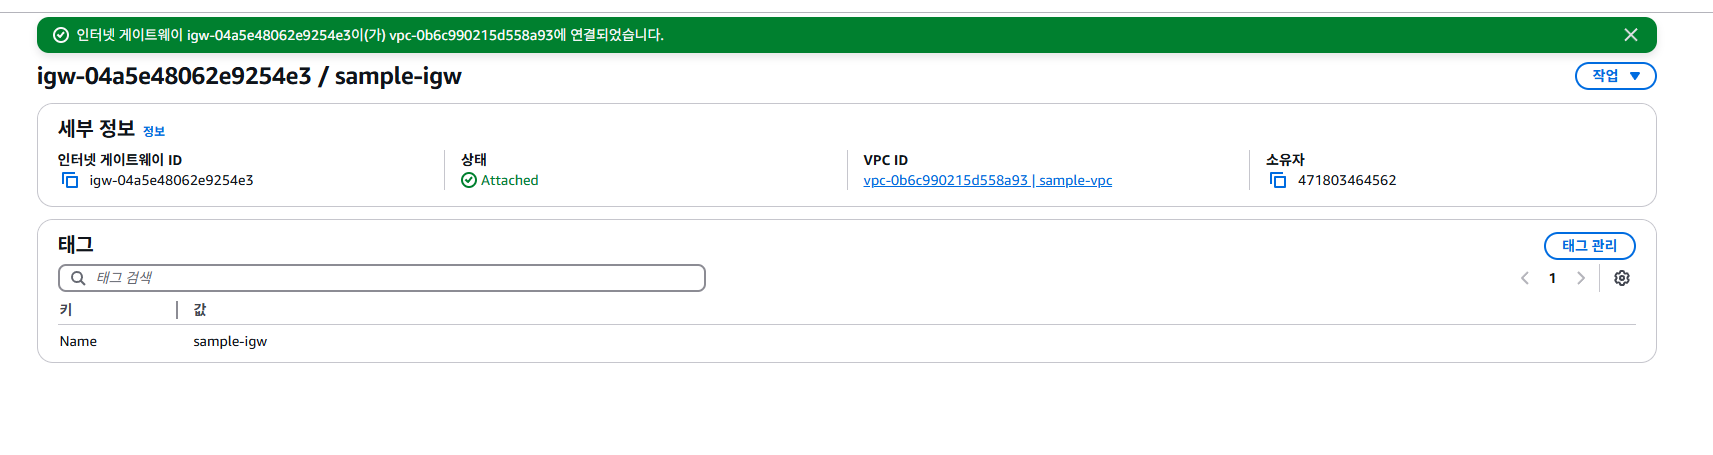 인터넷 게이트웨이 igw-04a5e48062e9254e3이(가) vpc-0b6c990215d558a93에 연결되었습니다.
igw-04a5e48062e9254e3 / sample-igw
작업
세부 정보 정보
인터넷 게이트웨이 ID
igw-04a5e48062e9254e3
상태
Attached
VPC ID
vpc-0b6c990215d558a93 | sample-vpc
소유자
471803464562
태그
태그 관리
태그 검색
1
키 값
Name sample-igw